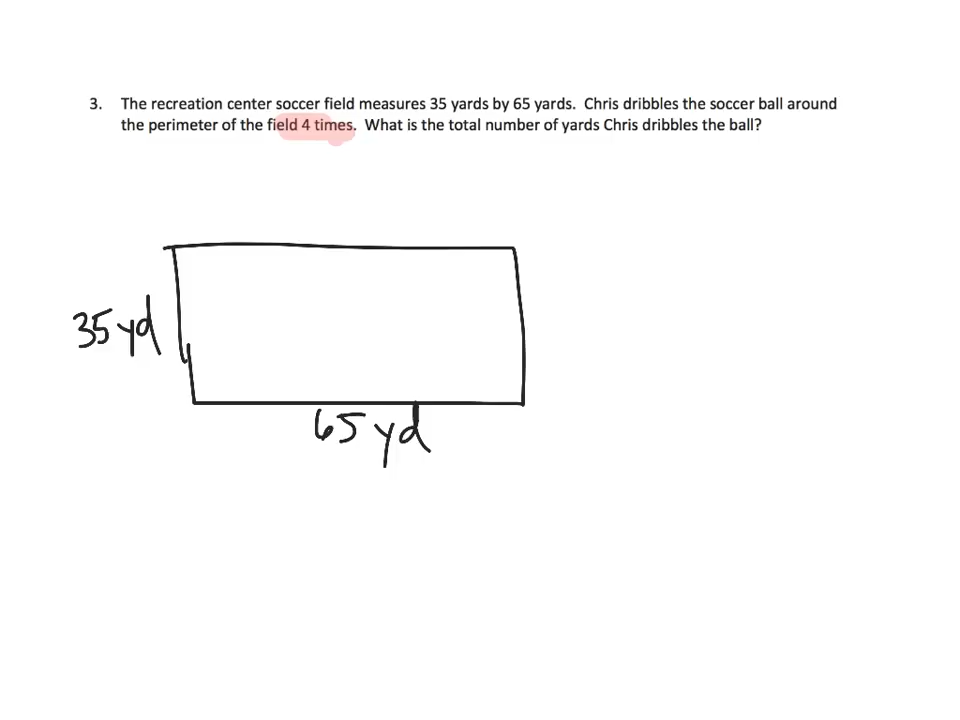 3. The recreation center soccer field measures 35 yards by 65 yards. Chris dribbles the soccer ball around
the perimeter of the field 4 times. What is the total number of yards Chris dribbles the ball?
35 yd
65 yd